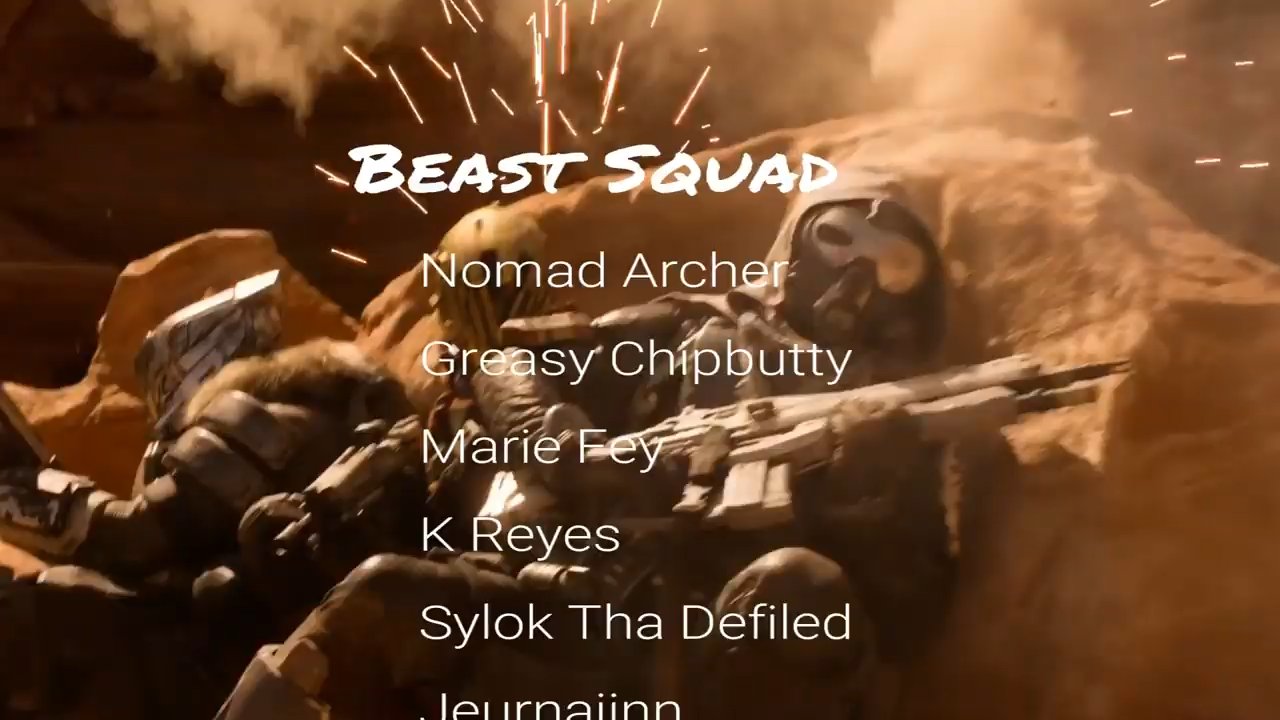 Beast Squad
Nomad Archer
Greasy Chipbutty
Marie Fey
K Reyes
Sylok Tha Defiled